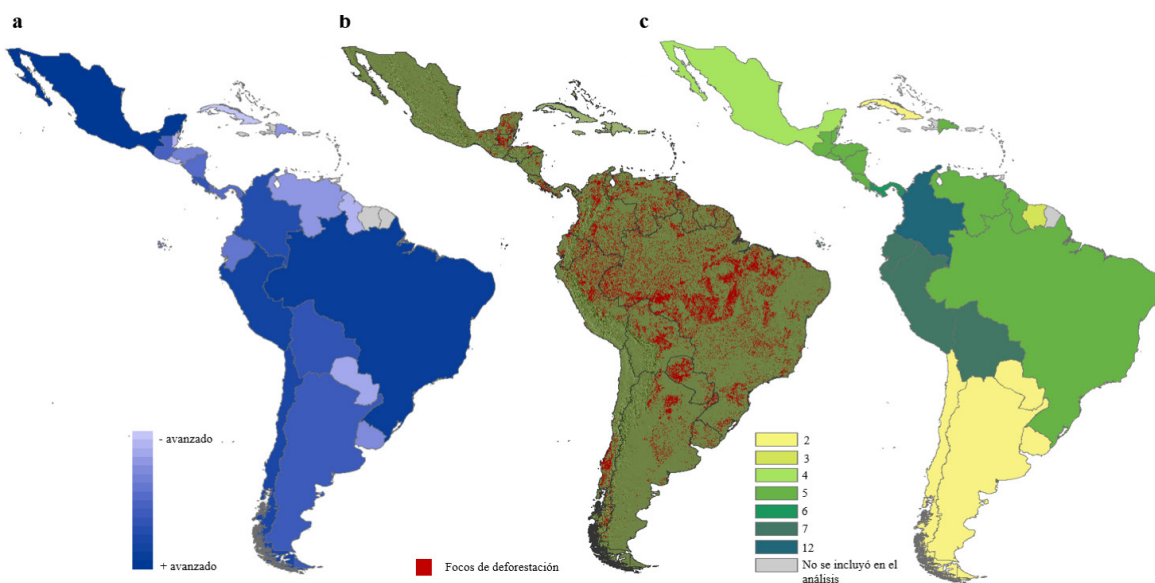 a
b
c
- avanzado
+ avanzado
Focos de deforestación
2
3
4
5
6
7
12
No se incluyó en el
análisis